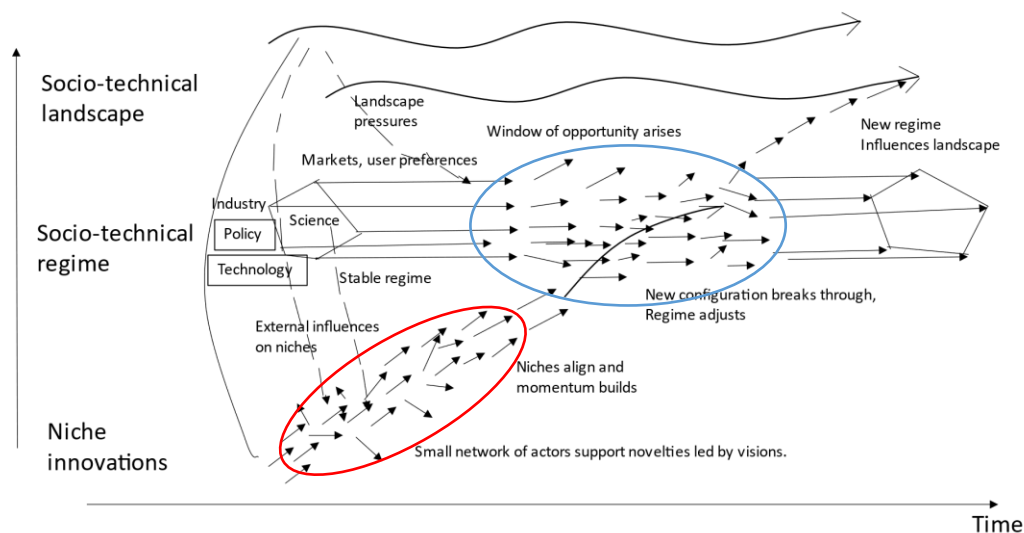 Socio-technical
landscape
Landscape
pressures
Window of opportunity arises
New regime
Influences landscape
Markets, user preferences
Industry
Science
Policy
Technology
Socio-technical
regime
Stable regime
New configuration breaks through,
Regime adjusts
External influences
on niches
Niches align and
momentum builds
Niche
innovations
Small network of actors support novelties led by visions.
Time